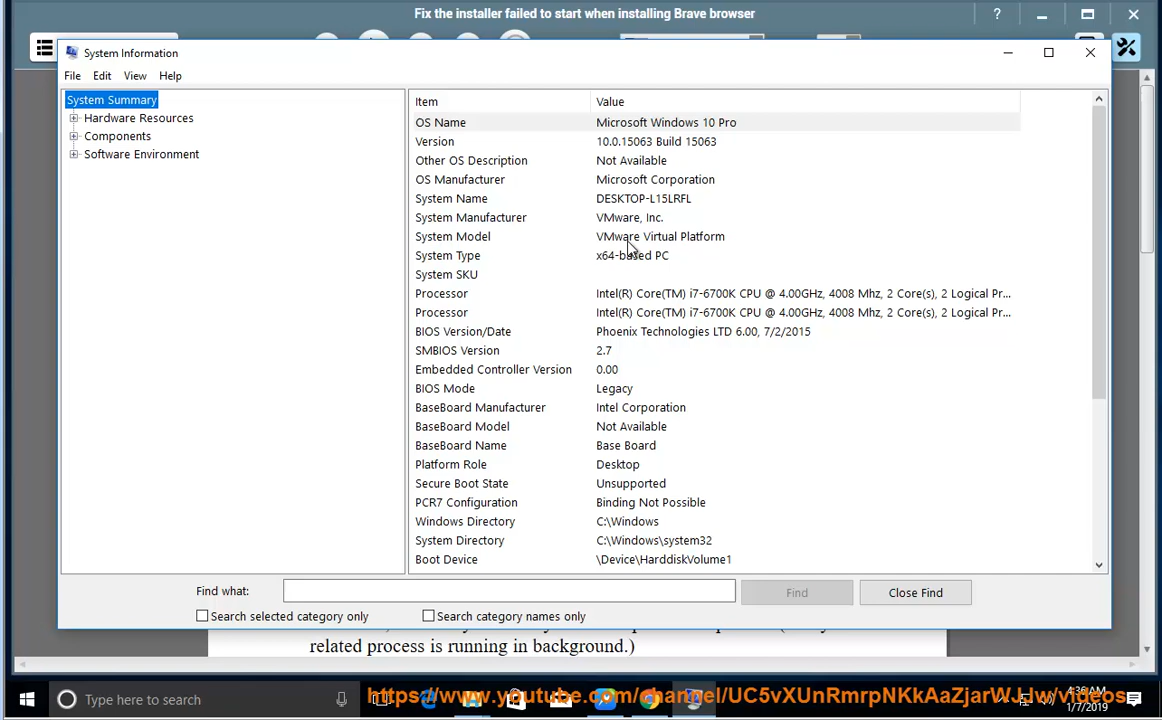 Fix the installer failed to start when installing Brave browser
System Information
File Edit View Help
System Summary
Hardware Resources
Components
Software Environment
Item Value
OS Name Microsoft Windows 10 Pro
Version 10.0.15063 Build 15063
Other OS Description Not Available
OS Manufacturer Microsoft Corporation
System Name DESKTOP-L15LRFL
System Manufacturer VMware, Inc.
System Model VMware Virtual Platform
System Type x64-based PC
System SKU
Processor Intel(R) Core(TM) i7-6700K CPU @ 4.00GHz, 4008 Mhz, 2 Core(s), 2 Logical Pr...
Processor Intel(R) Core(TM) i7-6700K CPU @ 4.00GHz, 4008 Mhz, 2 Core(s), 2 Logical Pr...
BIOS Version/Date Phoenix Technologies LTD 6.00, 7/2/2015
SMBIOS Version 2.7
Embedded Controller Version 0.00
BIOS Mode Legacy
BaseBoard Manufacturer Intel Corporation
BaseBoard Model Not Available
BaseBoard Name Base Board
Platform Role Desktop
Secure Boot State Unsupported
PCR7 Configuration Binding Not Possible
Windows Directory C:\Windows
System Directory C:\Windows\system32
Boot Device \Device\HarddiskVolume1
Find what: Find Close Find
Search selected category only Search category names only
related process is running in background.)
Type here to search
https://www.youtube.com/channel/UC5vXUnRmrpNKkAaZjarWJLw/videos
4:36 AM
1/7/2019